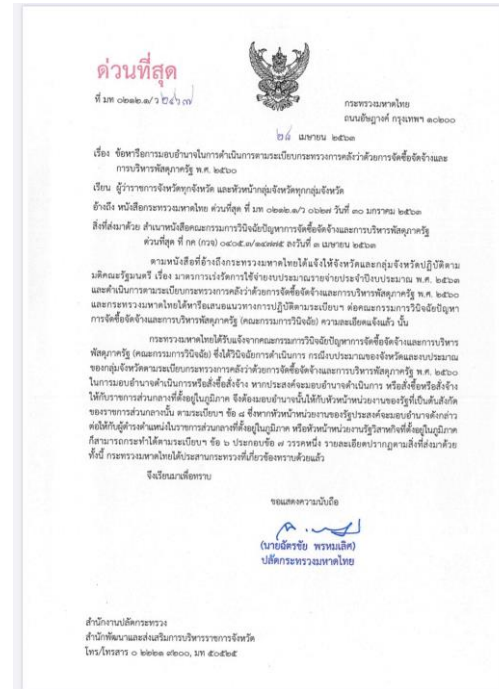 ด่วนที่สุด
ที่ มท ๐๒๑๒.๑/ว
กระทรวงมหาดไทย
ถนนอัษฎางค์ กรุงเทพฯ ๑๐๒๐๐
เมษายน ๒๕๖๓
เรื่อง ข้อหารือการมอบอำนาจในการดำเนินการตามระเบียบกระทรวงการคลังว่าด้วยการจัดซื้อจัดจ้างและ
การบริหารพัสดุภาครัฐ พ.ศ. ๒๕๖๐
เรียน ผู้ว่าราชการจังหวัดทุกจังหวัด และหัวหน้ากลุ่มจังหวัดทุกกลุ่มจังหวัด
อ้างถึง หนังสือกระทรวงมหาดไทย ด่วนที่สุด ที่ มท ๐๒๑๒.๑/ว ๐๖๒๗ วันที่ ๓๐ มกราคม ๒๕๖๓
สิ่งที่ส่งมาด้วย สำเนาหนังสือคณะกรรมการวินิจฉัยปัญหาการจัดซื้อจัดจ้างและการบริหารพัสดุภาครัฐ
ด่วนที่สุด ที่ กค (กวจ) ๐๔๐๕.๓/ ลงวันที่ ๓ เมษายน ๒๕๖๓
ตามหนังสือที่อ้างถึงกระทรวงมหาดไทยได้แจ้งให้จังหวัดและกลุ่มจังหวัดปฏิบัติตาม
มติคณะรัฐมนตรี เรื่อง มาตรการเร่งรัดการใช้จ่ายงบประมาณรายจ่ายประจำปีงบประมาณ พ.ศ. ๒๕๖๓
และดำเนินการตามระเบียบกระทรวงการคลังว่าด้วยการจัดซื้อจัดจ้างและการบริหารพัสดุภาครัฐ พ.ศ. ๒๕๖๐
และกระทรวงมหาดไทยได้หารือเสนอแนวทางการปฏิบัติตามระเบียบฯ ต่อคณะกรรมการวินิจฉัยปัญหา
การจัดซื้อจัดจ้างและการบริหารพัสดุภาครัฐ (คณะกรรมการวินิจฉัย) ความละเอียดแจ้งแล้ว นั้น
กระทรวงมหาดไทยได้รับแจ้งจากคณะกรรมการวินิจฉัยปัญหาการจัดซื้อจัดจ้างและการบริหาร
พัสดุภาครัฐ (คณะกรรมการวินิจฉัย) ซึ่งได้วินิจฉัยการดำเนินการ กรณีงบประมาณของจังหวัดและงบประมาณ
ของกลุ่มจังหวัดตามระเบียบกระทรวงการคลังว่าด้วยการจัดซื้อจัดจ้างและการบริหารพัสดุภาครัฐ พ.ศ. ๒๕๖๐
ในการมอบอำนาจดำเนินการหรือสั่งซื้อสั่งจ้าง หากประสงค์จะมอบอำนาจดำเนินการ หรือสั่งซื้อหรือสั่งจ้าง
ให้กับราชการส่วนกลางที่ตั้งอยู่ในภูมิภาค จึงต้องมอบอำนาจนั้นให้กับหัวหน้าหน่วยงานของรัฐที่เป็นต้นสังกัด
ของราชการส่วนกลางนั้น ตามระเบียบฯ ข้อ ๘ ซึ่งหากหัวหน้าหน่วยงานของรัฐประสงค์จะมอบอำนาจดังกล่าว
ต่อให้กับผู้ดำรงตำแหน่งในราชการส่วนกลางที่ตั้งอยู่ในภูมิภาค หรือหัวหน้าหน่วยงานรัฐวิสาหกิจที่ตั้งอยู่ในภูมิภาค
ก็สามารถกระทำได้ตามระเบียบฯ ข้อ ๖ ประกอบข้อ ๗ วรรคหนึ่ง รายละเอียดปรากฏตามสิ่งที่ส่งมาด้วย
ทั้งนี้ กระทรวงมหาดไทยได้ประสานกระทรวงที่เกี่ยวข้องทราบด้วยแล้ว
จึงเรียนมาเพื่อทราบ
ขอแสดงความนับถือ
(นายฉัตรชัย พรหมเลิศ)
ปลัดกระทรวงมหาดไทย
สำนักงานปลัดกระทรวง
สำนักพัฒนาและส่งเสริมการบริหารราชการจังหวัด
โทร/โทรสาร ๐ ๒๒๒๑ ๙๒๐๐, มท ๕๐๕๒๕